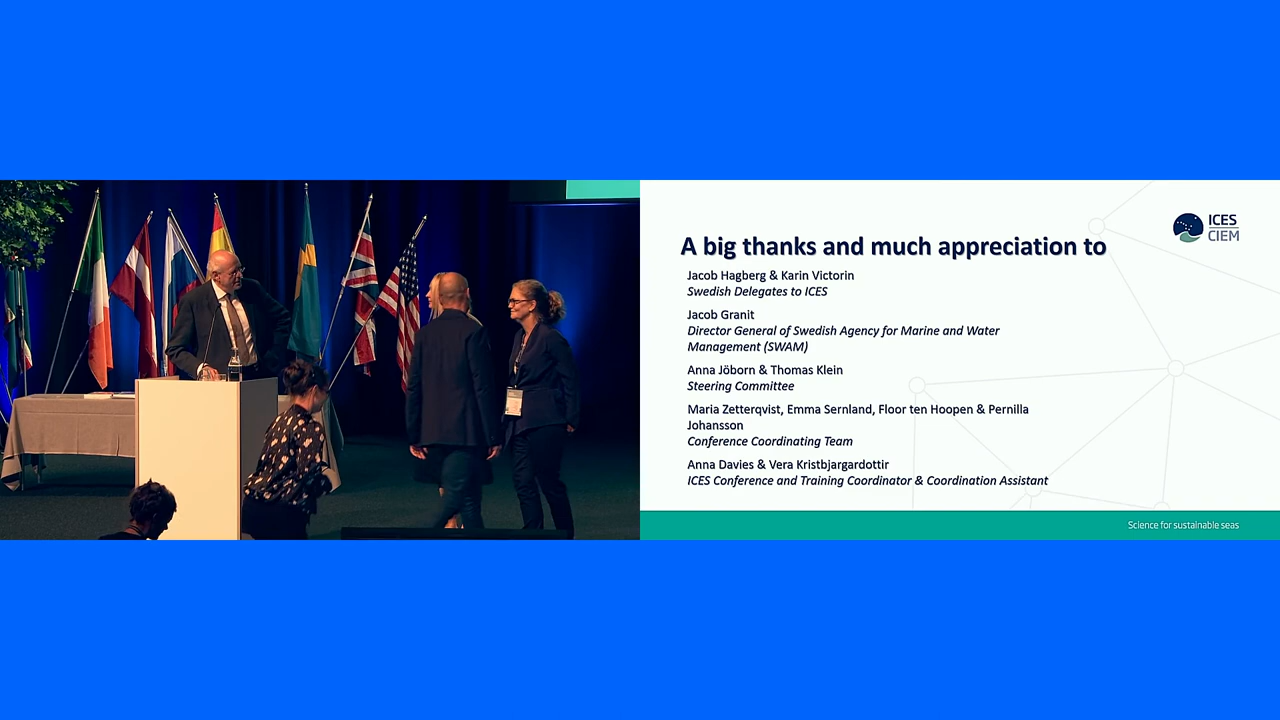 ICES
CIEM
A big thanks and much appreciation to
Jacob Hagberg & Karin Victorin
Swedish Delegates to ICES
Jacob Granit
Director General of Swedish Agency for Marine and Water
Management (SWAM)
Anna Jöborn & Thomas Klein
Steering Committee
Maria Zetterqvist, Emma Sernland, Floor ten Hoopen & Pernilla
Johansson
Conference Coordinating Team
Anna Davies & Vera Kristbjargardottir
ICES Conference and Training Coordinator & Coordination Assistant
Science for sustainable seas